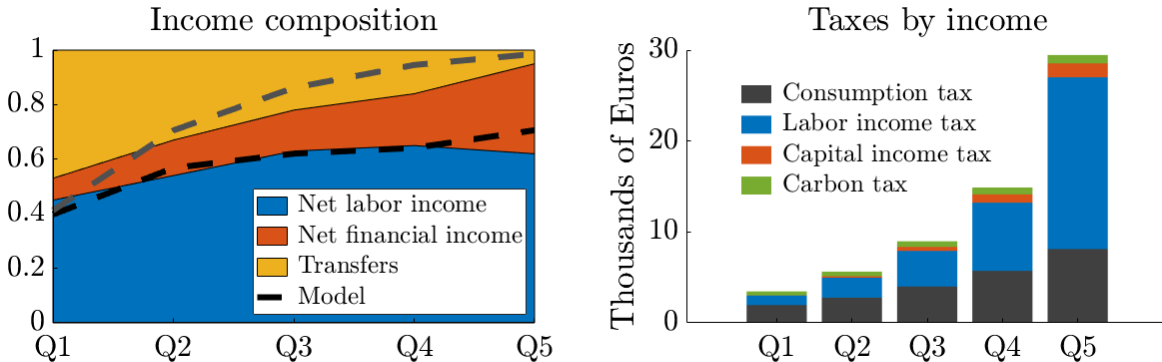 Income composition
1
0.8
0.6
0.4
0.2
0
Net labor income
Net financial income
Transfers
Model
Q1 Q2 Q3 Q4 Q5
Taxes by income
Thousands of Euros
30
20
10
0
Consumption tax
Labor income tax
Capital income tax
Carbon tax
Q1 Q2 Q3 Q4 Q5